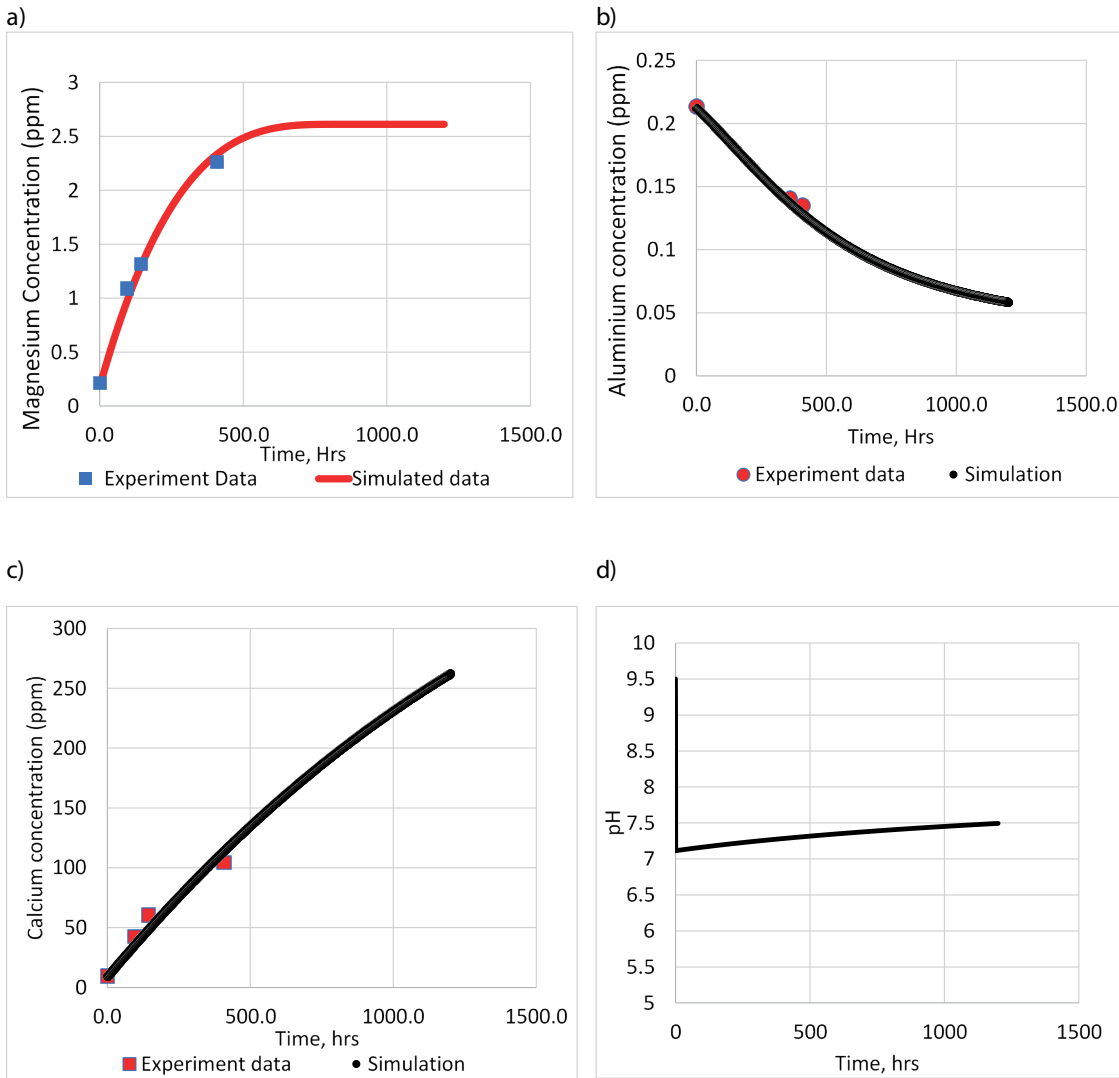 a)
Magnesium Concentration (ppm)
3
2.5
2
1.5
1
0.5
0
0.0 500.0 1000.0 1500.0
Time, Hrs
Experiment Data Simulated data
b)
Aluminium concentration (ppm)
0.25
0.2
0.15
0.1
0.05
0
0.0 500.0 1000.0 1500.0
Time, Hrs
Experiment data Simulation
c)
Calcium concentration (ppm)
300
250
200
150
100
50
0
0.0 500.0 1000.0 1500.0
Time, hrs
Experiment data Simulation
d)
pH
10
9.5
9
8.5
8
7.5
7
6.5
6
5.5
5
0 500 1000 1500
Time, hrs